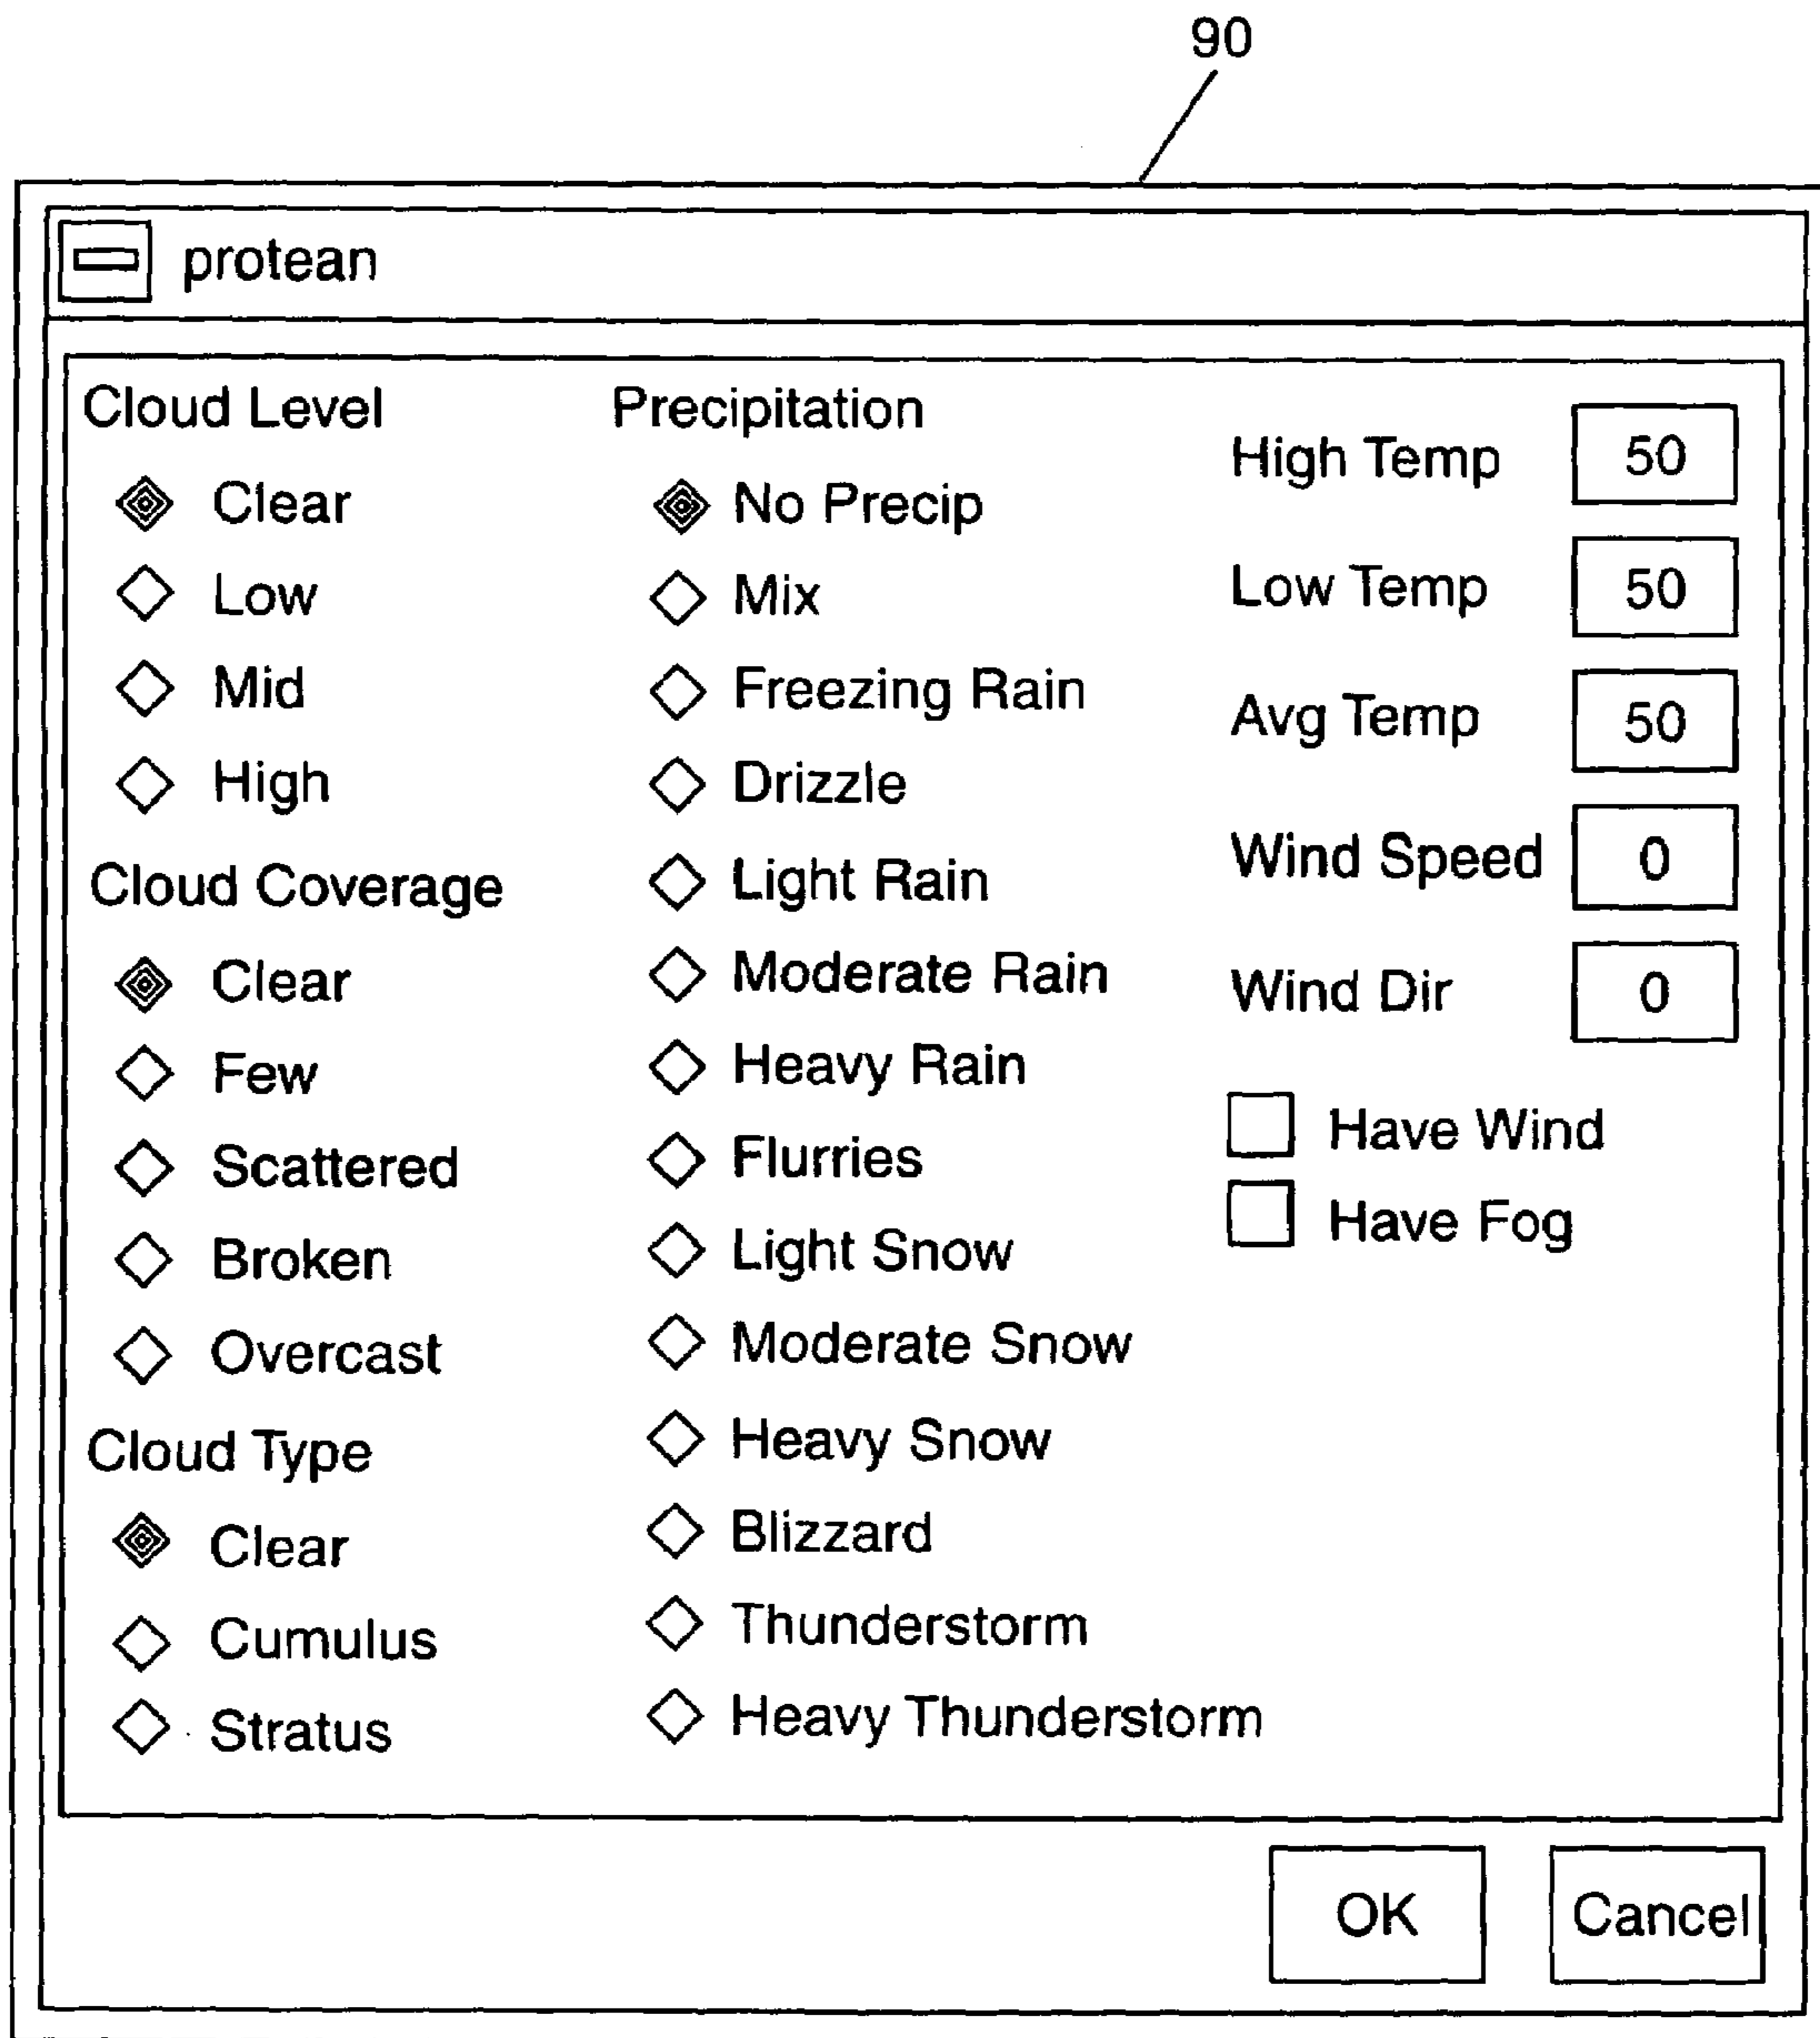 90
protean
Cloud Level
Clear
Low
Mid
High
Cloud Coverage
Clear
Few
Scattered
Broken
Overcast
Cloud Type
Clear
Cumulus
Stratus
Precipitation
No Precip
Mix
Freezing Rain
Drizzle
Light Rain
Moderate Rain
Heavy Rain
Flurries
Light Snow
Moderate Snow
Heavy Snow
Blizzard
Thunderstorm
Heavy Thunderstorm
High Temp 50
Low Temp 50
Avg Temp 50
Wind Speed 0
Wind Dir 0
Have Wind
Have Fog
OK Cancel